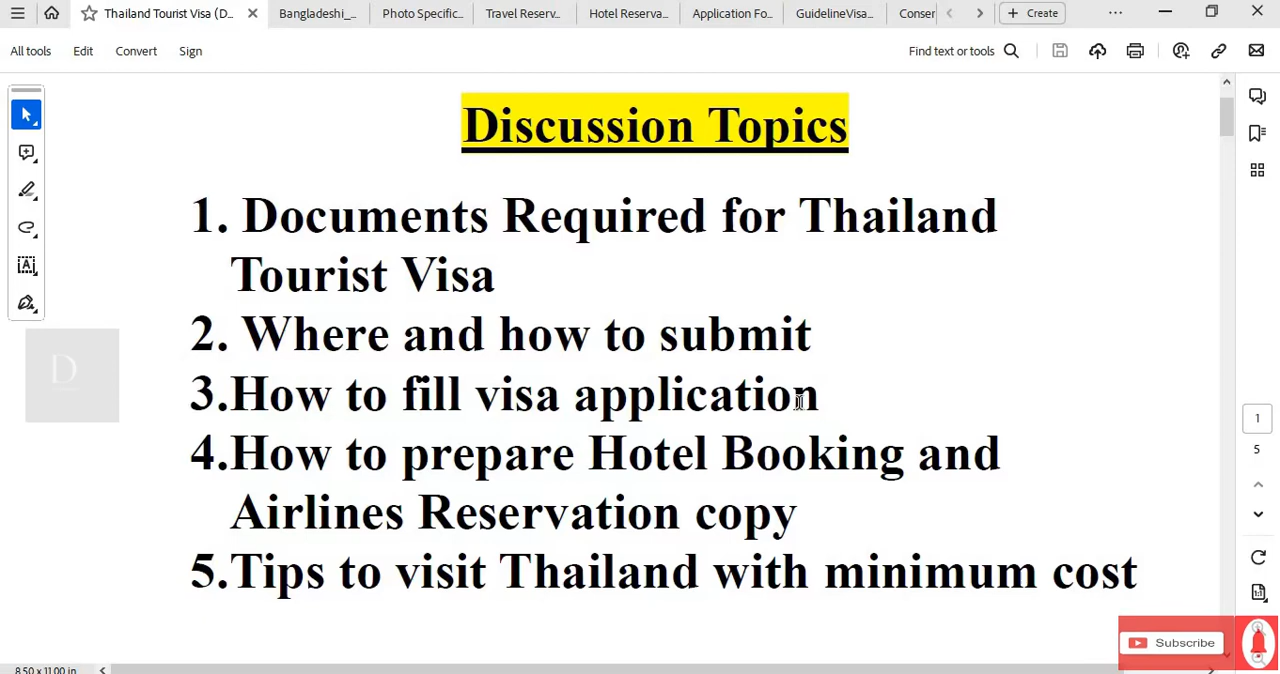 Thailand Tourist Visa (D...
Bangladeshi_...
Photo Specific...
Travel Reserv...
Hotel Reserva...
Application Fo...
GuidelineVisa...
Conser
Create
All tools
Edit
Convert
Sign
Find text or tools
Discussion Topics
1. Documents Required for Thailand
Tourist Visa
2. Where and how to submit
3.How to fill visa application
4.How to prepare Hotel Booking and
Airlines Reservation copy
5.Tips to visit Thailand with minimum cost
D
1
5
1:1
Subscribe
8.50 x 11.00 in